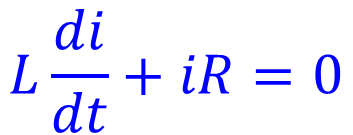 L di/dt + iR = 0